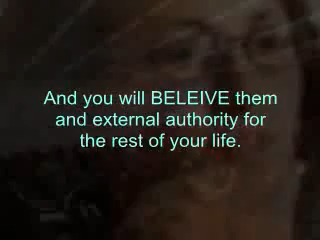 And you will BELEIVE them
and external authority for
the rest of your life.